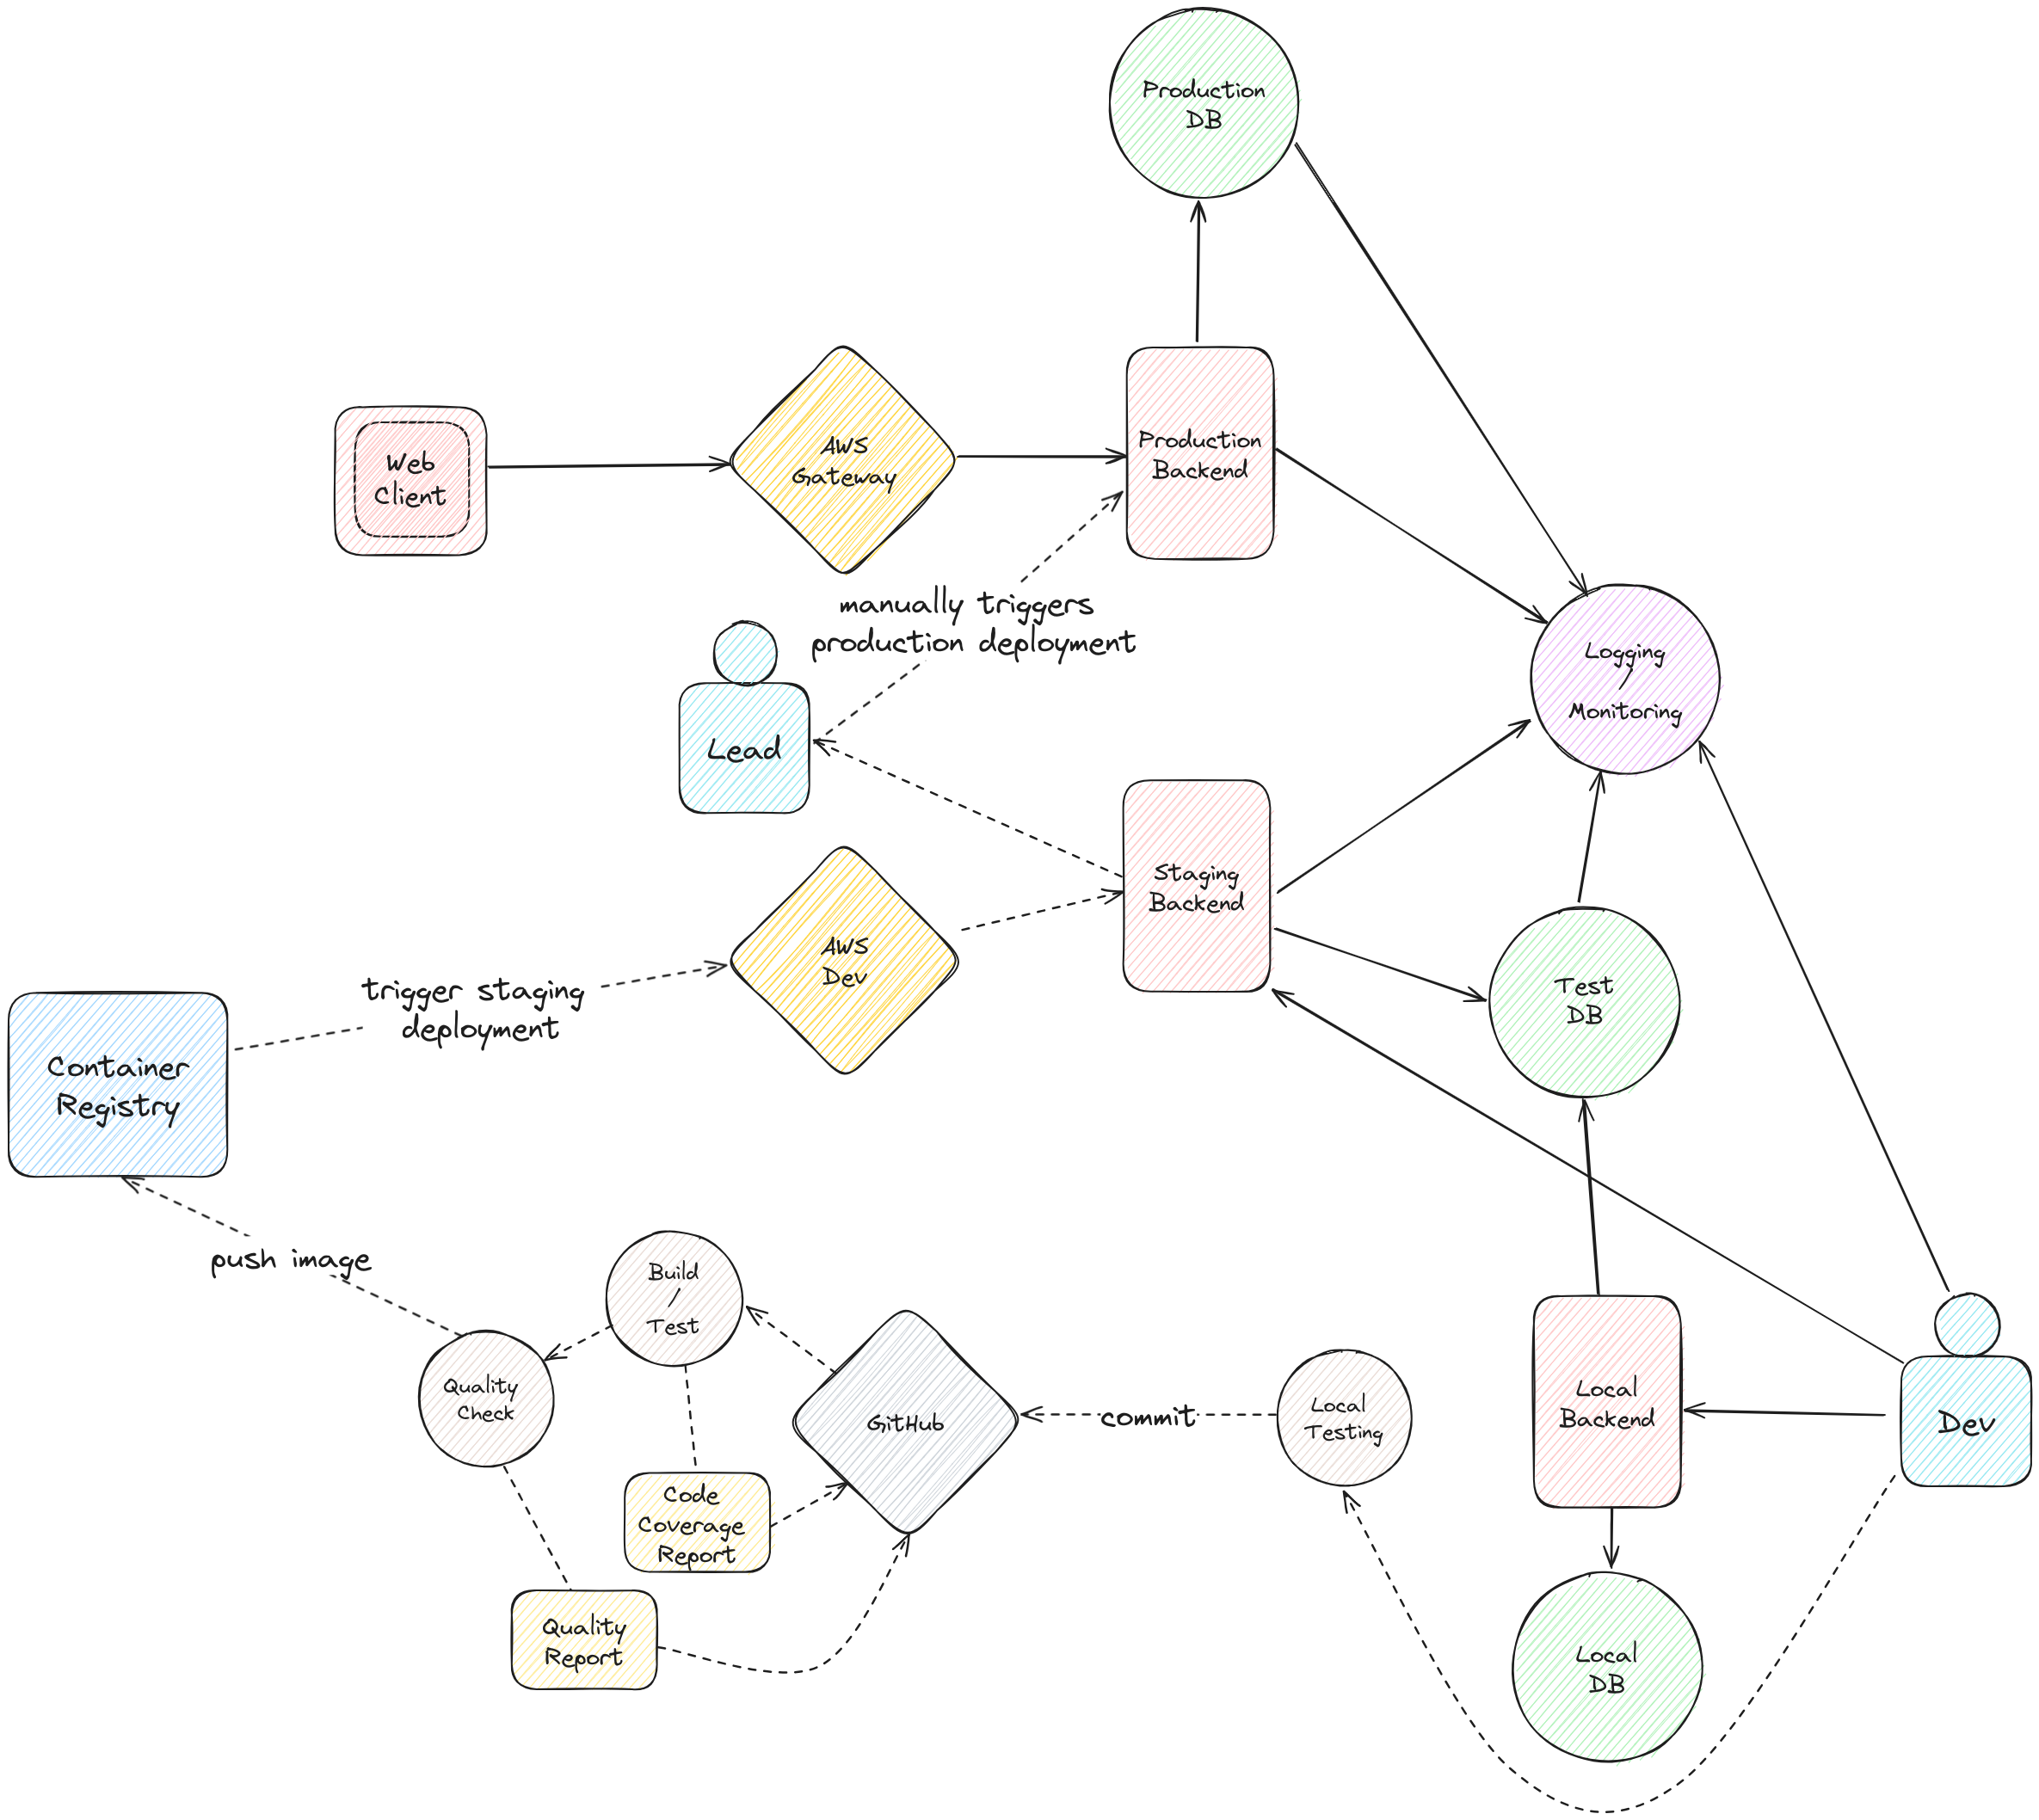 Production
DB
Web
Client
AWS
Gateway
Production
Backend
manually triggers
production deployment
Lead
Logging
/
Monitoring
Staging
Backend
AWS
Dev
Test
DB
trigger staging
deployment
Container
Registry
push image
Build
/
Test
Quality
Check
GitHub
commit
Local
Testing
Local
Backend
Dev
Code
Coverage
Report
Quality
Report
Local
DB